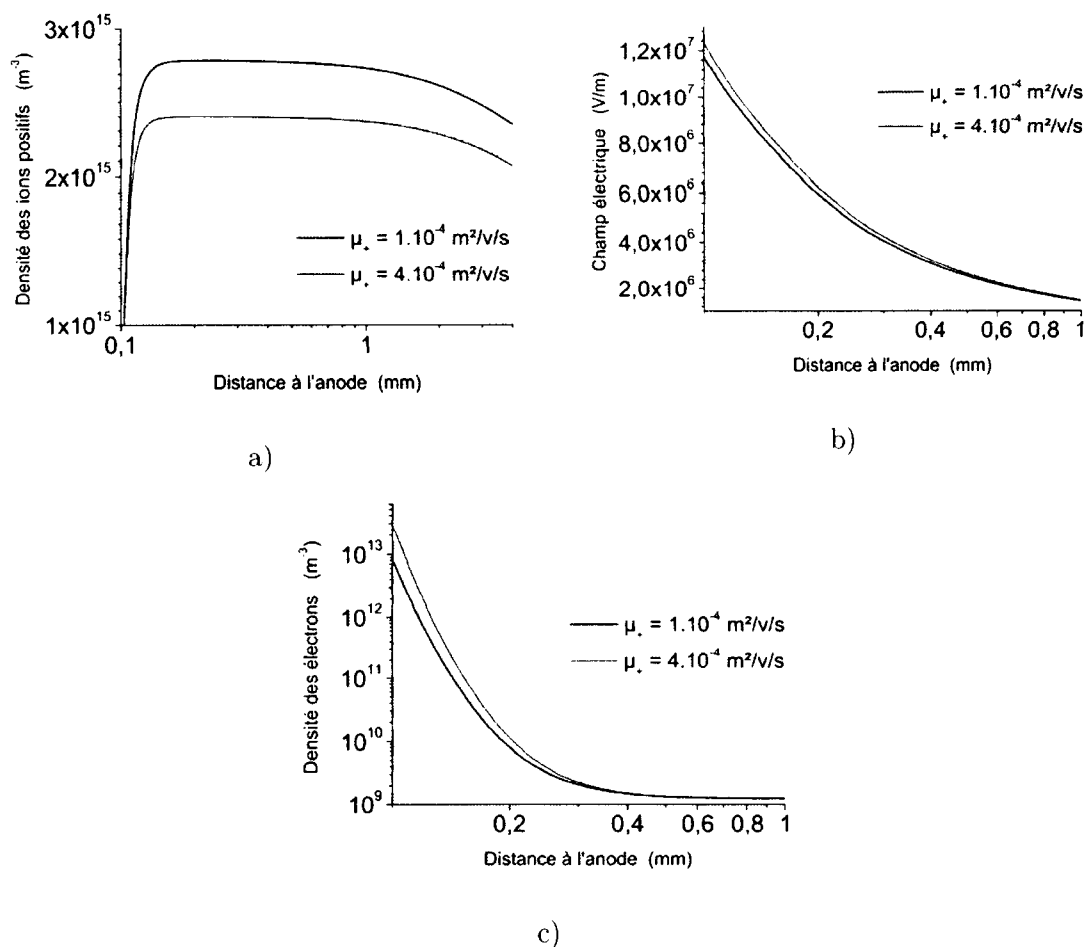 3x10¹⁵
2x10¹⁵
1x10¹⁵
Densité des ions positifs (m⁻³)
μ₊ = 1.10⁻⁴ m²/v/s
μ₊ = 4.10⁻⁴ m²/v/s
0,1
1
Distance à l'anode (mm)
a)
1,2x10⁷
1,0x10⁷
8,0x10⁶
6,0x10⁶
4,0x10⁶
2,0x10⁶
Champ électrique (V/m)
μ₊ = 1.10⁻⁴ m²/v/s
μ₊ = 4.10⁻⁴ m²/v/s
0,2 0,4 0,6 0,8 1
Distance à l'anode (mm)
b)
10¹³
10¹²
10¹¹
10¹⁰
10⁹
Densité des électrons (m⁻³)
μ₊ = 1.10⁻⁴ m²/v/s
μ₊ = 4.10⁻⁴ m²/v/s
0,2 0,4 0,6 0,8 1
Distance à l'anode (mm)
c)